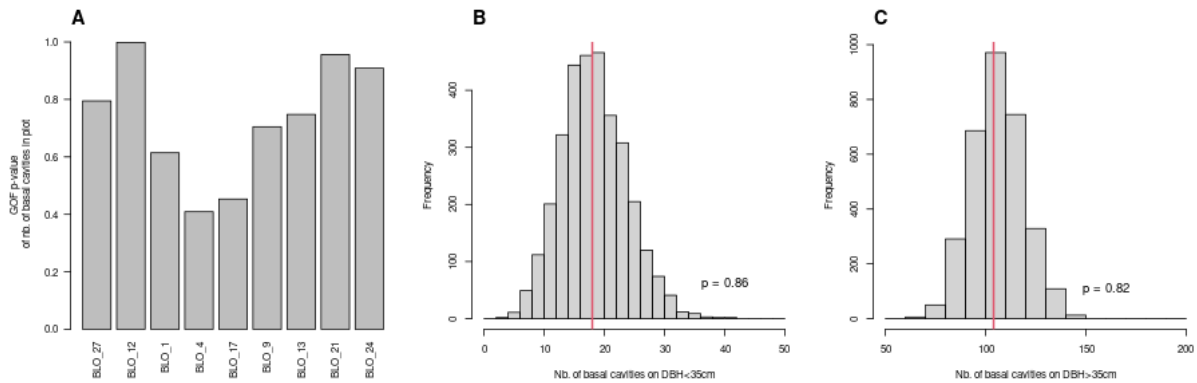 A
GOF p-value
of nb. of basal cavities in plot
1.0
0.8
0.6
0.4
0.2
0.0
BLO_27
BLO_12
BLO_1
BLO_4
BLO_17
BLO_9
BLO_13
BLO_21
BLO_24
B
Frequency
400
300
200
100
0
p = 0.86
0 10 20 30 40 50
Nb. of basal cavities on DBH<35cm
C
Frequency
1000
800
600
400
200
0
p = 0.82
50 100 150 200
Nb. of basal cavities on DBH>35cm